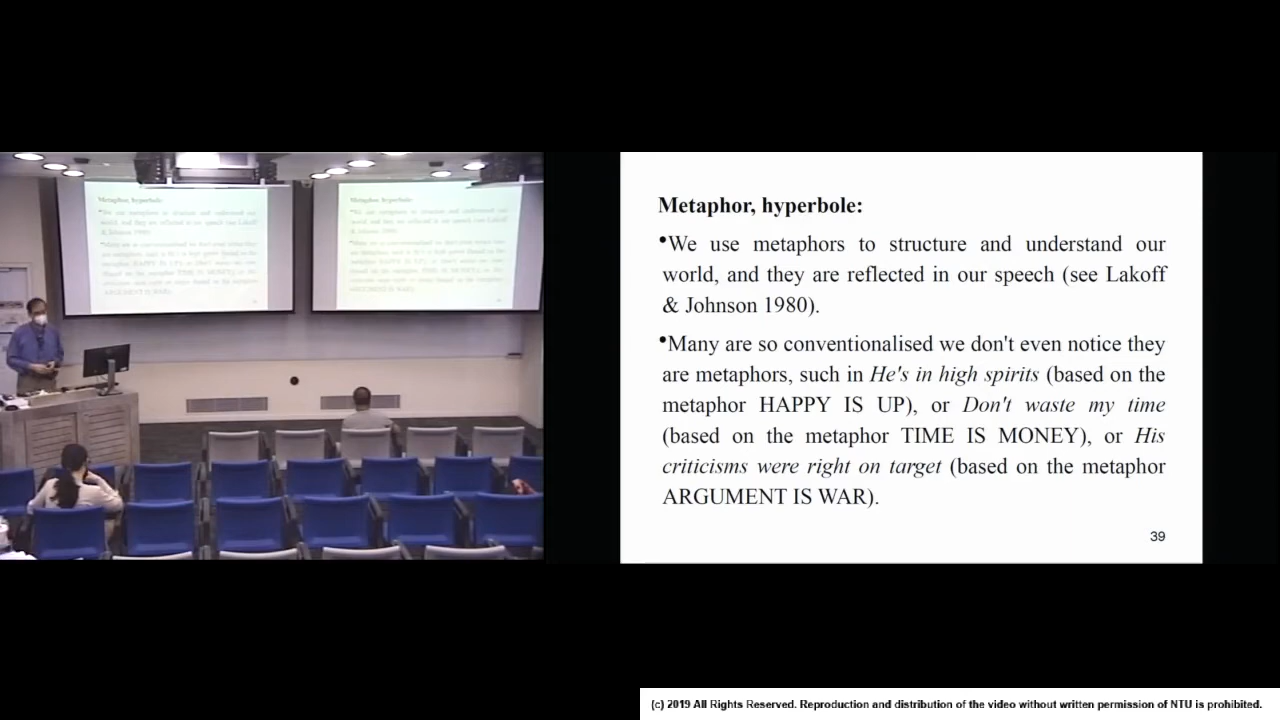 Metaphor, hyperbole:
•We use metaphors to structure and understand our
world, and they are reflected in our speech (see Lakoff
& Johnson 1980).
•Many are so conventionalised we don't even notice they
are metaphors, such in He's in high spirits (based on the
metaphor HAPPY IS UP), or Don't waste my time
(based on the metaphor TIME IS MONEY), or His
criticisms were right on target (based on the metaphor
ARGUMENT IS WAR).
39
Metaphor, hyperbole:
Metaphor, hyperbole:
(c) 2019 All Rights Reserved. Reproduction and distribution of the video without written permission of NTU is prohibited.